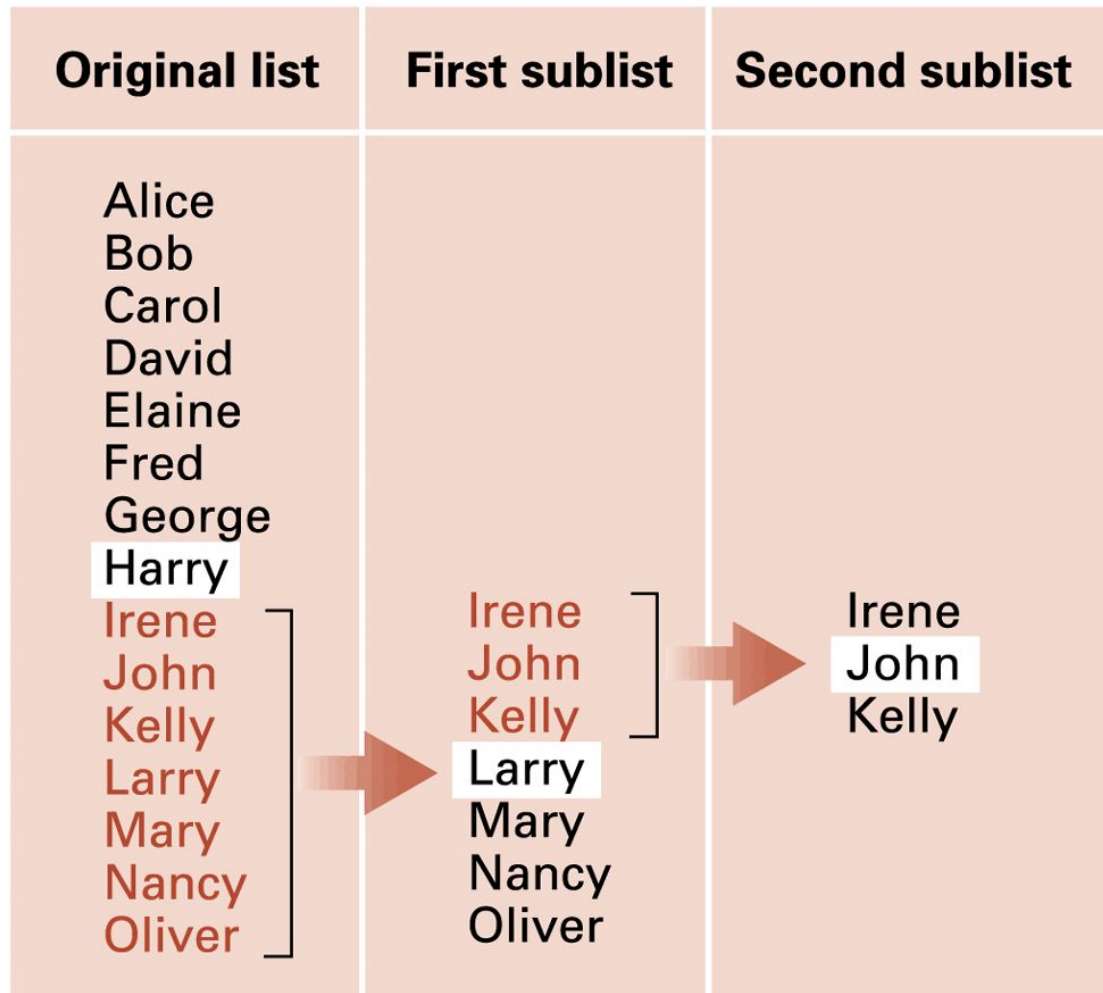 Original list
First sublist
Second sublist
Alice
Bob
Carol
David
Elaine
Fred
George
Harry
Irene
John
Kelly
Larry
Mary
Nancy
Oliver
Irene
John
Kelly
Larry
Mary
Nancy
Oliver
Irene
John
Kelly